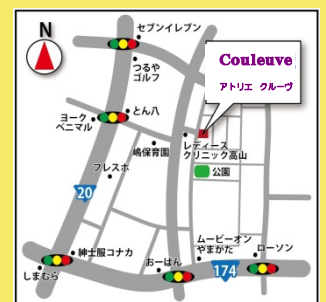 N
セブンイレブン
Couleuve
アトリエ クルーヴ
つるや
ゴルフ
とん八
ヨーク
ベニマル
嶋保育園
レディース
クリニック高山
フレスポ
公園
20
紳士服コナカ
ムービーオン
やまがた
ローソン
おーばん
174
しまむら